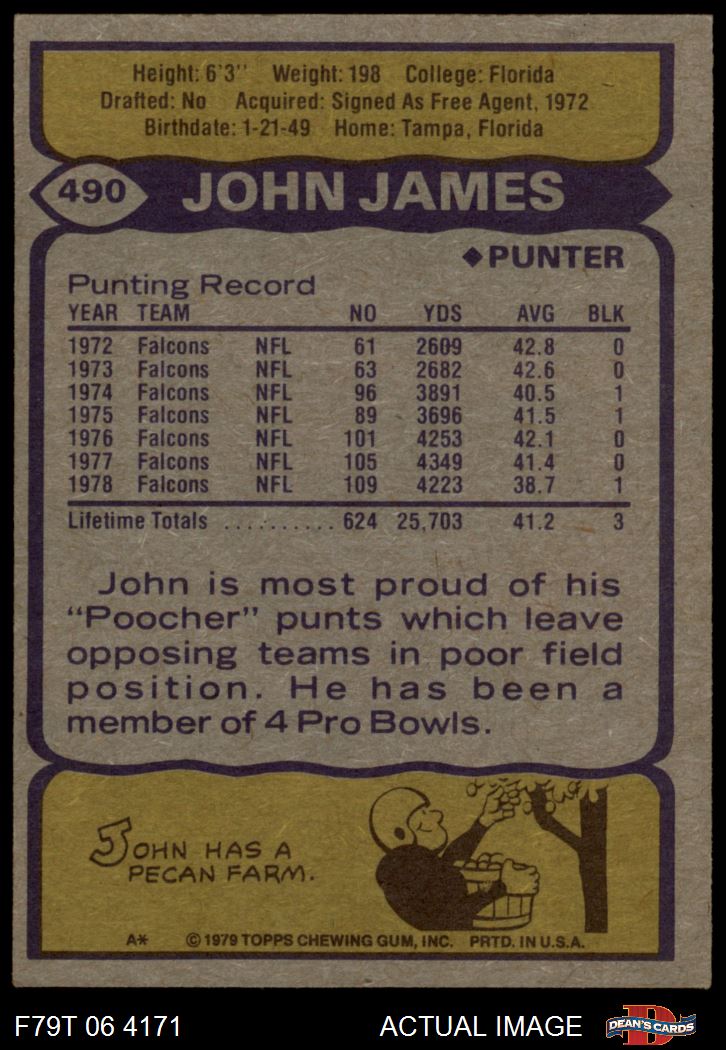 Height: 6'3'' Weight: 198 College: Florida
Drafted: No Acquired: Signed As Free Agent, 1972
Birthdate: 1-21-49 Home: Tampa, Florida
490 JOHN JAMES
◆PUNTER
Punting Record
YEAR TEAM NO YDS AVG BLK
1972 Falcons NFL 61 2609 42.8 0
1973 Falcons NFL 63 2682 42.6 0
1974 Falcons NFL 96 3891 40.5 1
1975 Falcons NFL 89 3696 41.5 1
1976 Falcons NFL 101 4253 42.1 0
1977 Falcons NFL 105 4349 41.4 0
1978 Falcons NFL 109 4223 38.7 1
Lifetime Totals .......... 624 25,703 41.2 3
John is most proud of his
“Poocher” punts which leave
opposing teams in poor field
position. He has been a
member of 4 Pro Bowls.
JOHN HAS A
PECAN FARM.
A* © 1979 TOPPS CHEWING GUM, INC. PRTD. IN U.S.A.
F79T 06 4171 ACTUAL IMAGE D DEAN'S CARDS